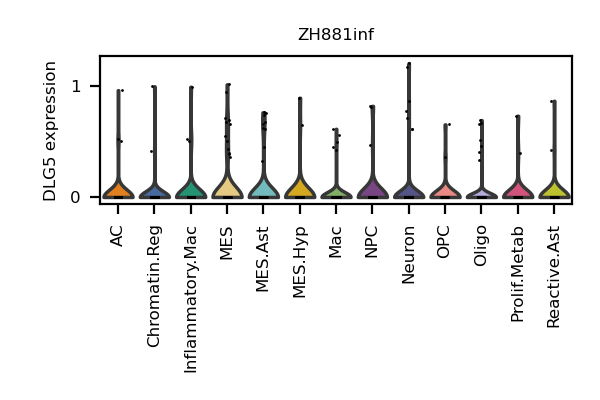 ZH881inf
DLG5 expression
1
0
AC
Chromatin.Reg
Inflammatory.Mac
MES
MES.Ast
MES.Hyp
Mac
NPC
Neuron
OPC
Oligo
Prolif.Metab
Reactive.Ast